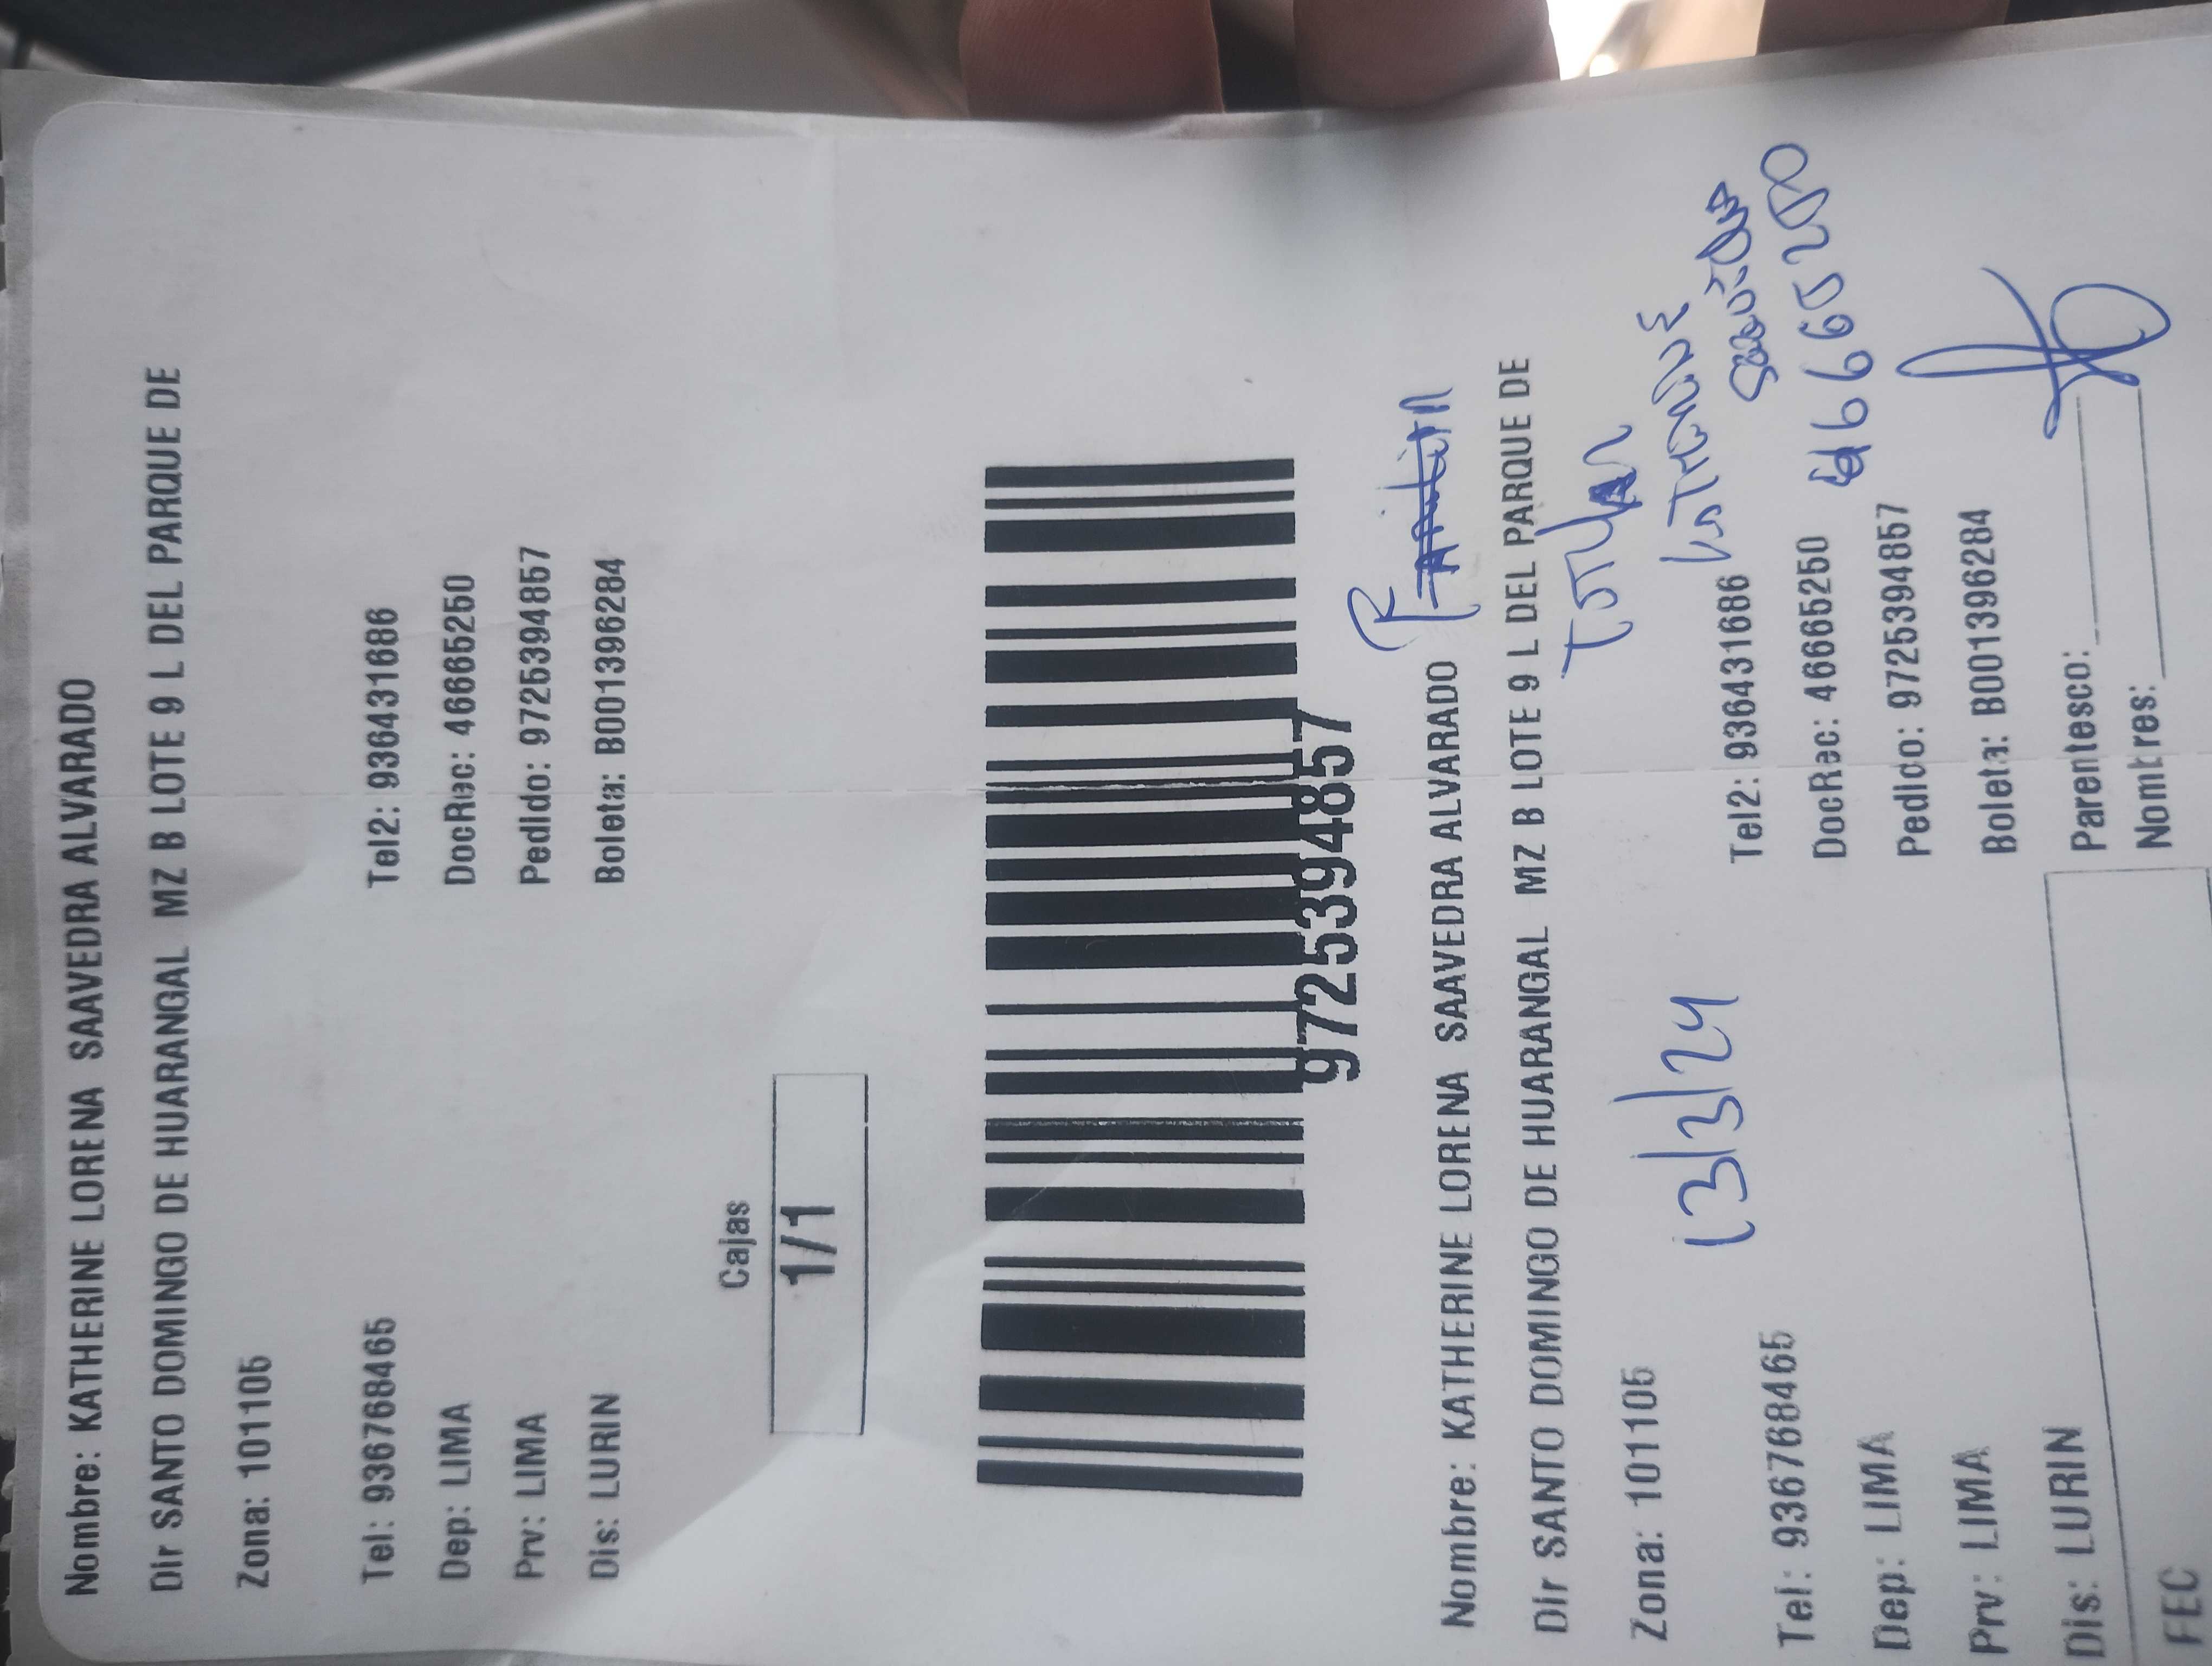 Nombre: KATHERINE LORENA SAAVEDRA ALVARADO
Dir SANTO DOMINGO DE HUARANGAL MZ B LOTE 9 L DEL PARQUE DE
Zona: 101105
Tel: 936768465 Tel2: 936431686
Dep: LIMA DocRec: 46665250
Prv: LIMA Pedido: 9725394857
Dis: LURIN Boleta: B001396284
Cajas
1/1
9725394857
Nombre: KATHERINE LORENA SAAVEDRA ALVARADO
Dir SANTO DOMINGO DE HUARANGAL MZ B LOTE 9 L DEL PARQUE DE
Zona: 101105
13/3/24
Titular
Katherine
Saavedra
46665250
Tel: 936768465 Tel2: 936431686
Dep: LIMA DocRec: 46665250
Prv: LIMA Pedido: 9725394857
Dis: LURIN Boleta: B001396284
Parentesco:
Nombres:
FEC